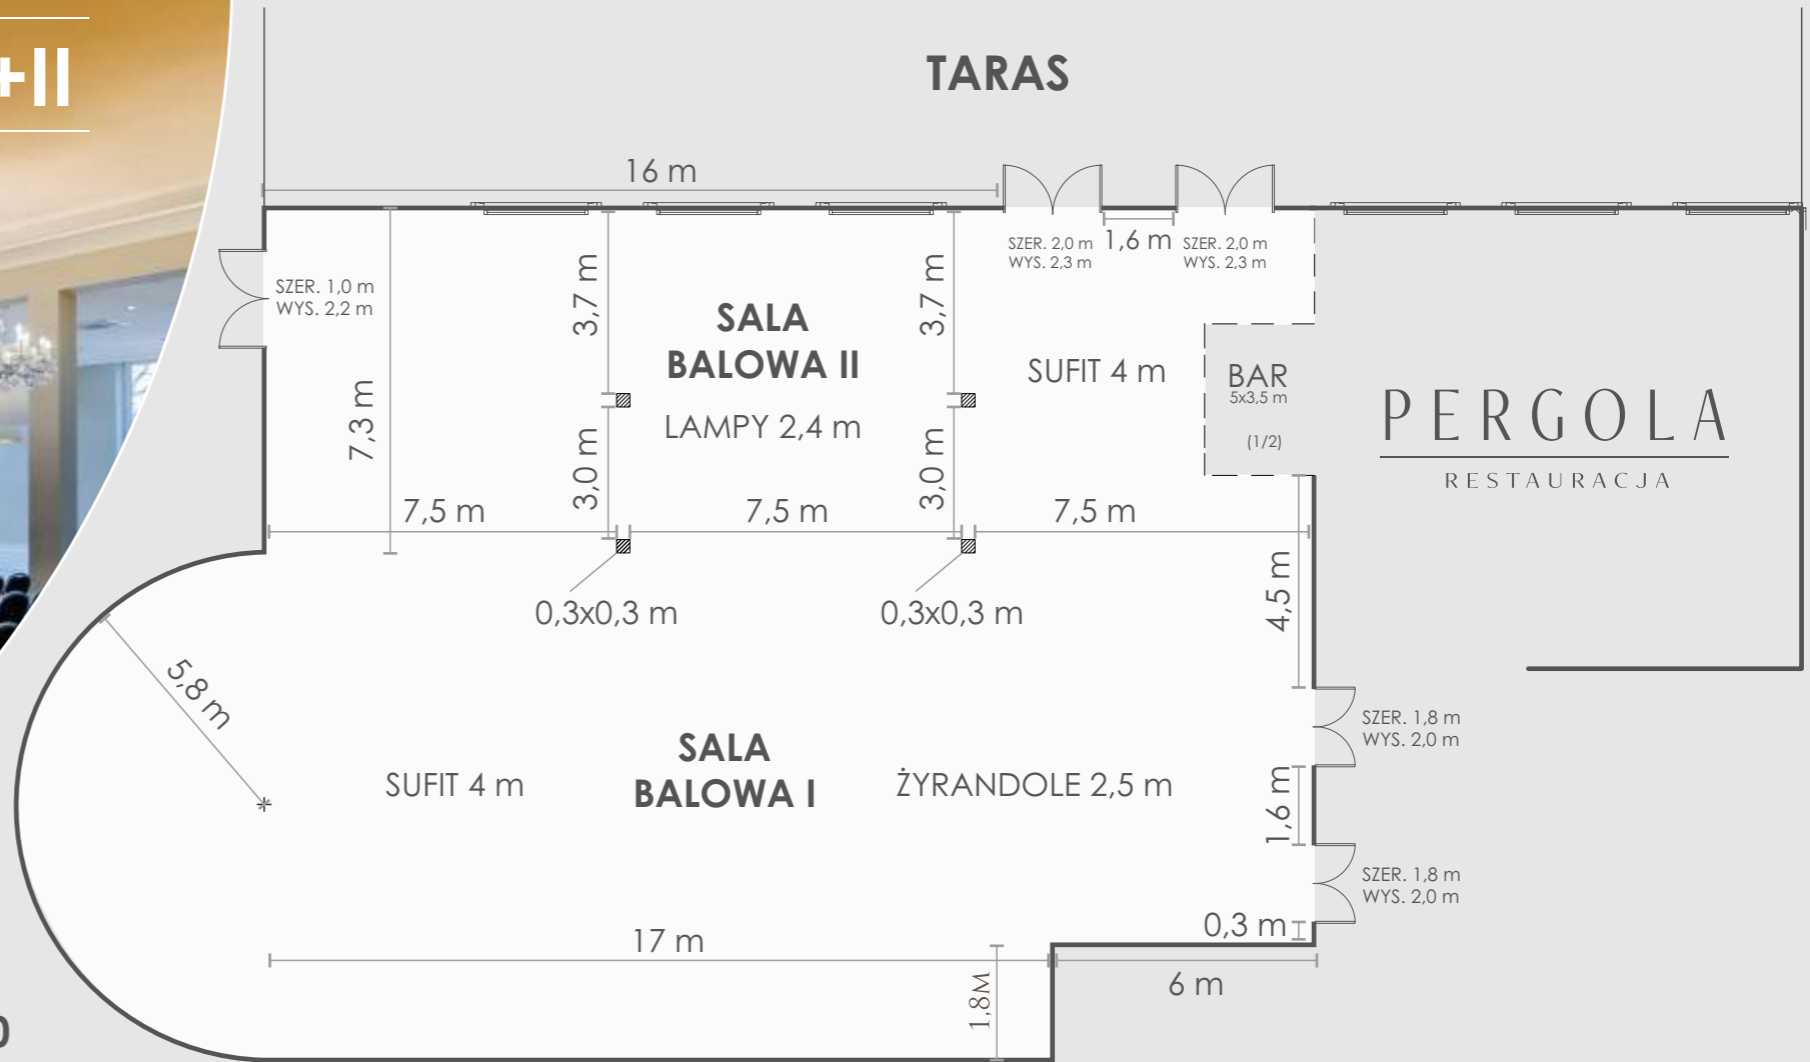 +II
TARAS
16 m
SZER. 1,0 m
WYS. 2,2 m
3,7 m
3,7 m
SZER. 2,0 m
WYS. 2,3 m
1,6 m
SZER. 2,0 m
WYS. 2,3 m
SALA
BALOWA II
LAMPY 2,4 m
SUFIT 4 m
BAR
5x3,5 m
(1/2)
PERGOLA
RESTAURACJA
7,3 m
3,0 m
3,0 m
7,5 m
7,5 m
7,5 m
0,3x0,3 m
0,3x0,3 m
4,5 m
5,8 m
SALA
BALOWA I
SUFIT 4 m
ŻYRANDOLE 2,5 m
SZER. 1,8 m
WYS. 2,0 m
1,6 m
SZER. 1,8 m
WYS. 2,0 m
0,3 m
17 m
6 m
1,8M